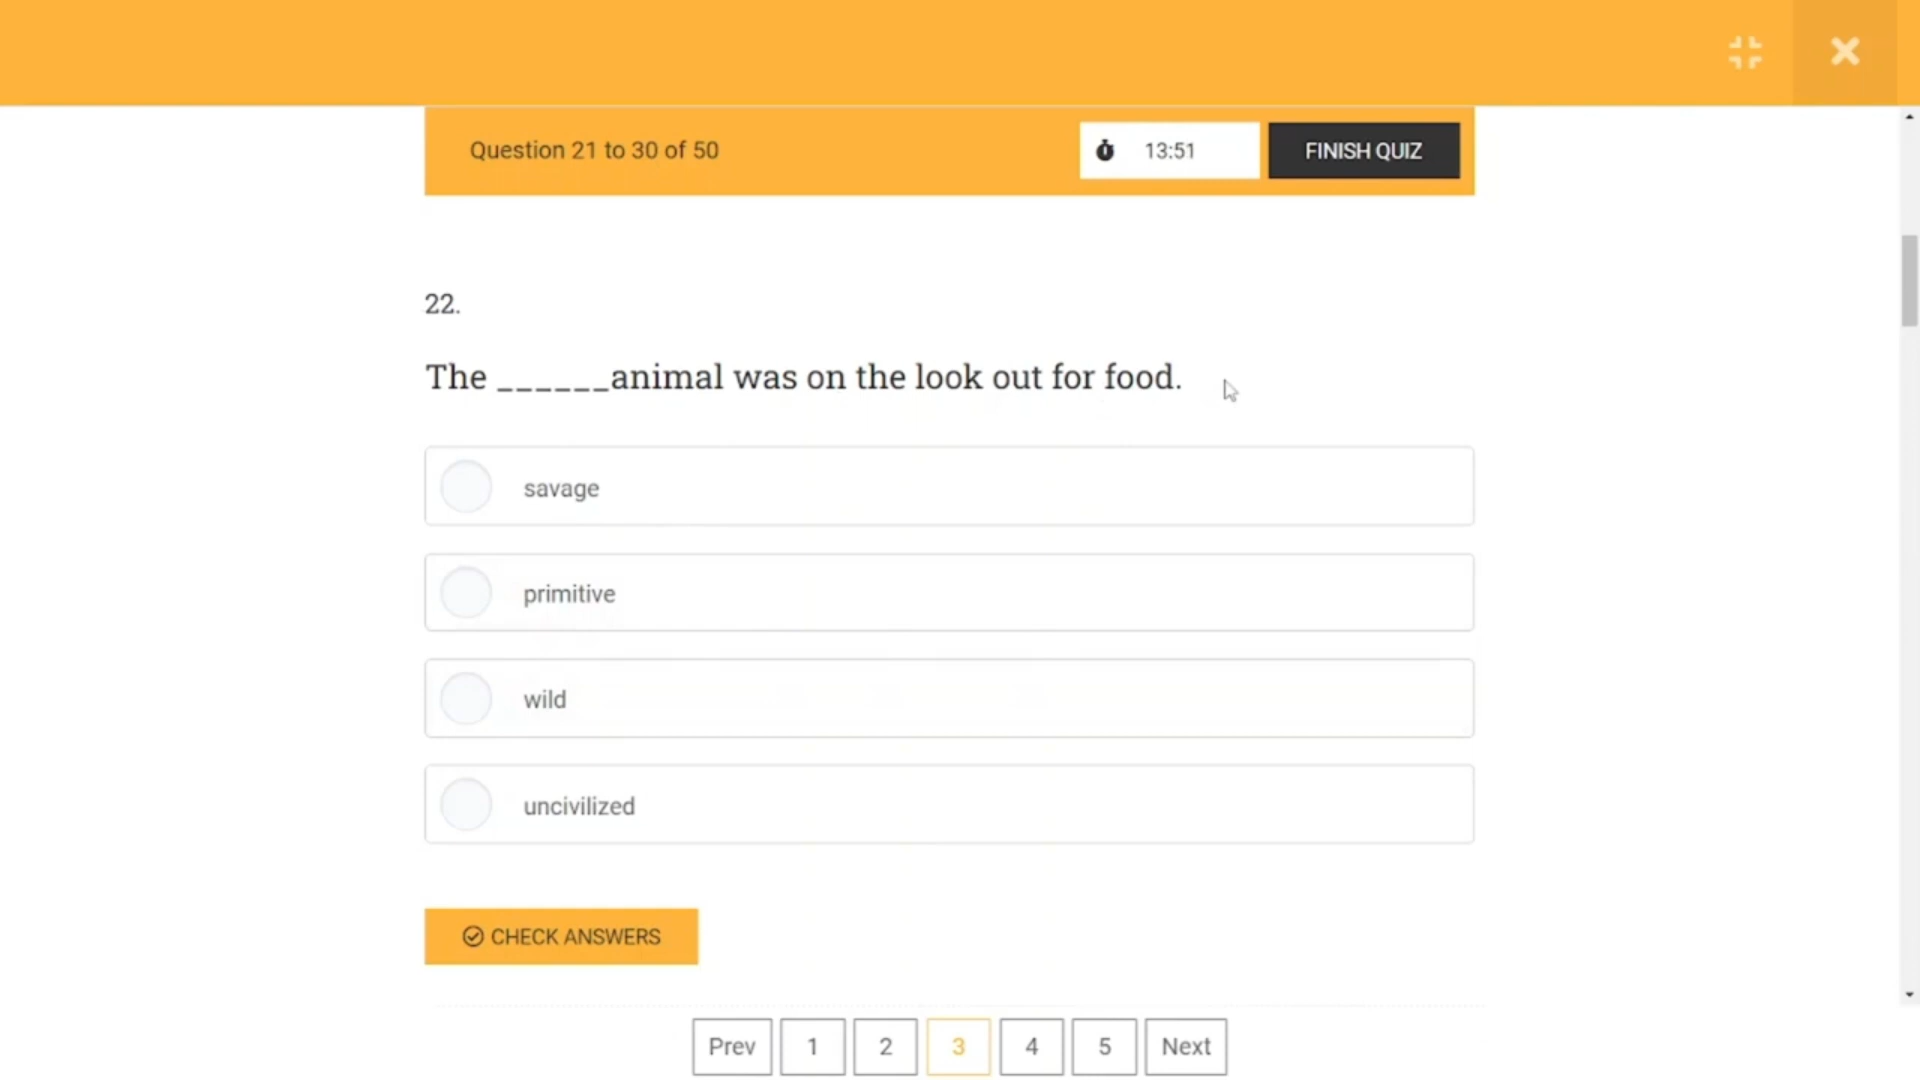 Question 21 to 30 of 50
13:51
FINISH QUIZ
22.
The ______animal was on the look out for food.
savage
primitive
wild
uncivilized
CHECK ANSWERS
Prev 1 2 3 4 5 Next